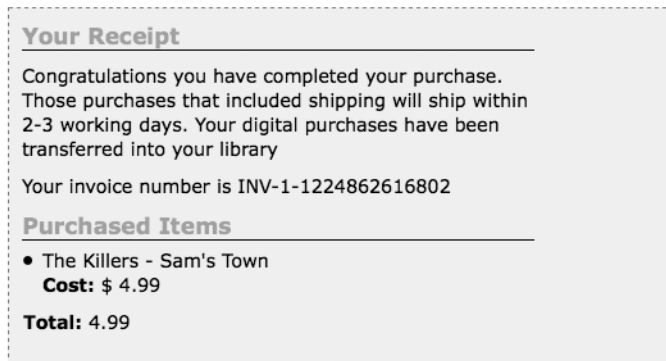 Your Receipt
Congratulations you have completed your purchase.
Those purchases that included shipping will ship within
2-3 working days. Your digital purchases have been
transferred into your library
Your invoice number is INV-1-1224862616802
Purchased Items
• The Killers - Sam's Town
Cost: $ 4.99
Total: 4.99